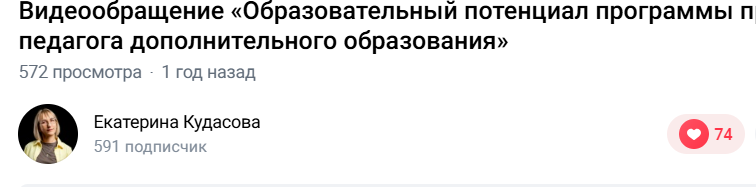 Видеообращение «Образовательный потенциал программы
педагога дополнительного образования»
572 просмотра · 1 год назад
Екатерина Кудасова
591 подписчик
74